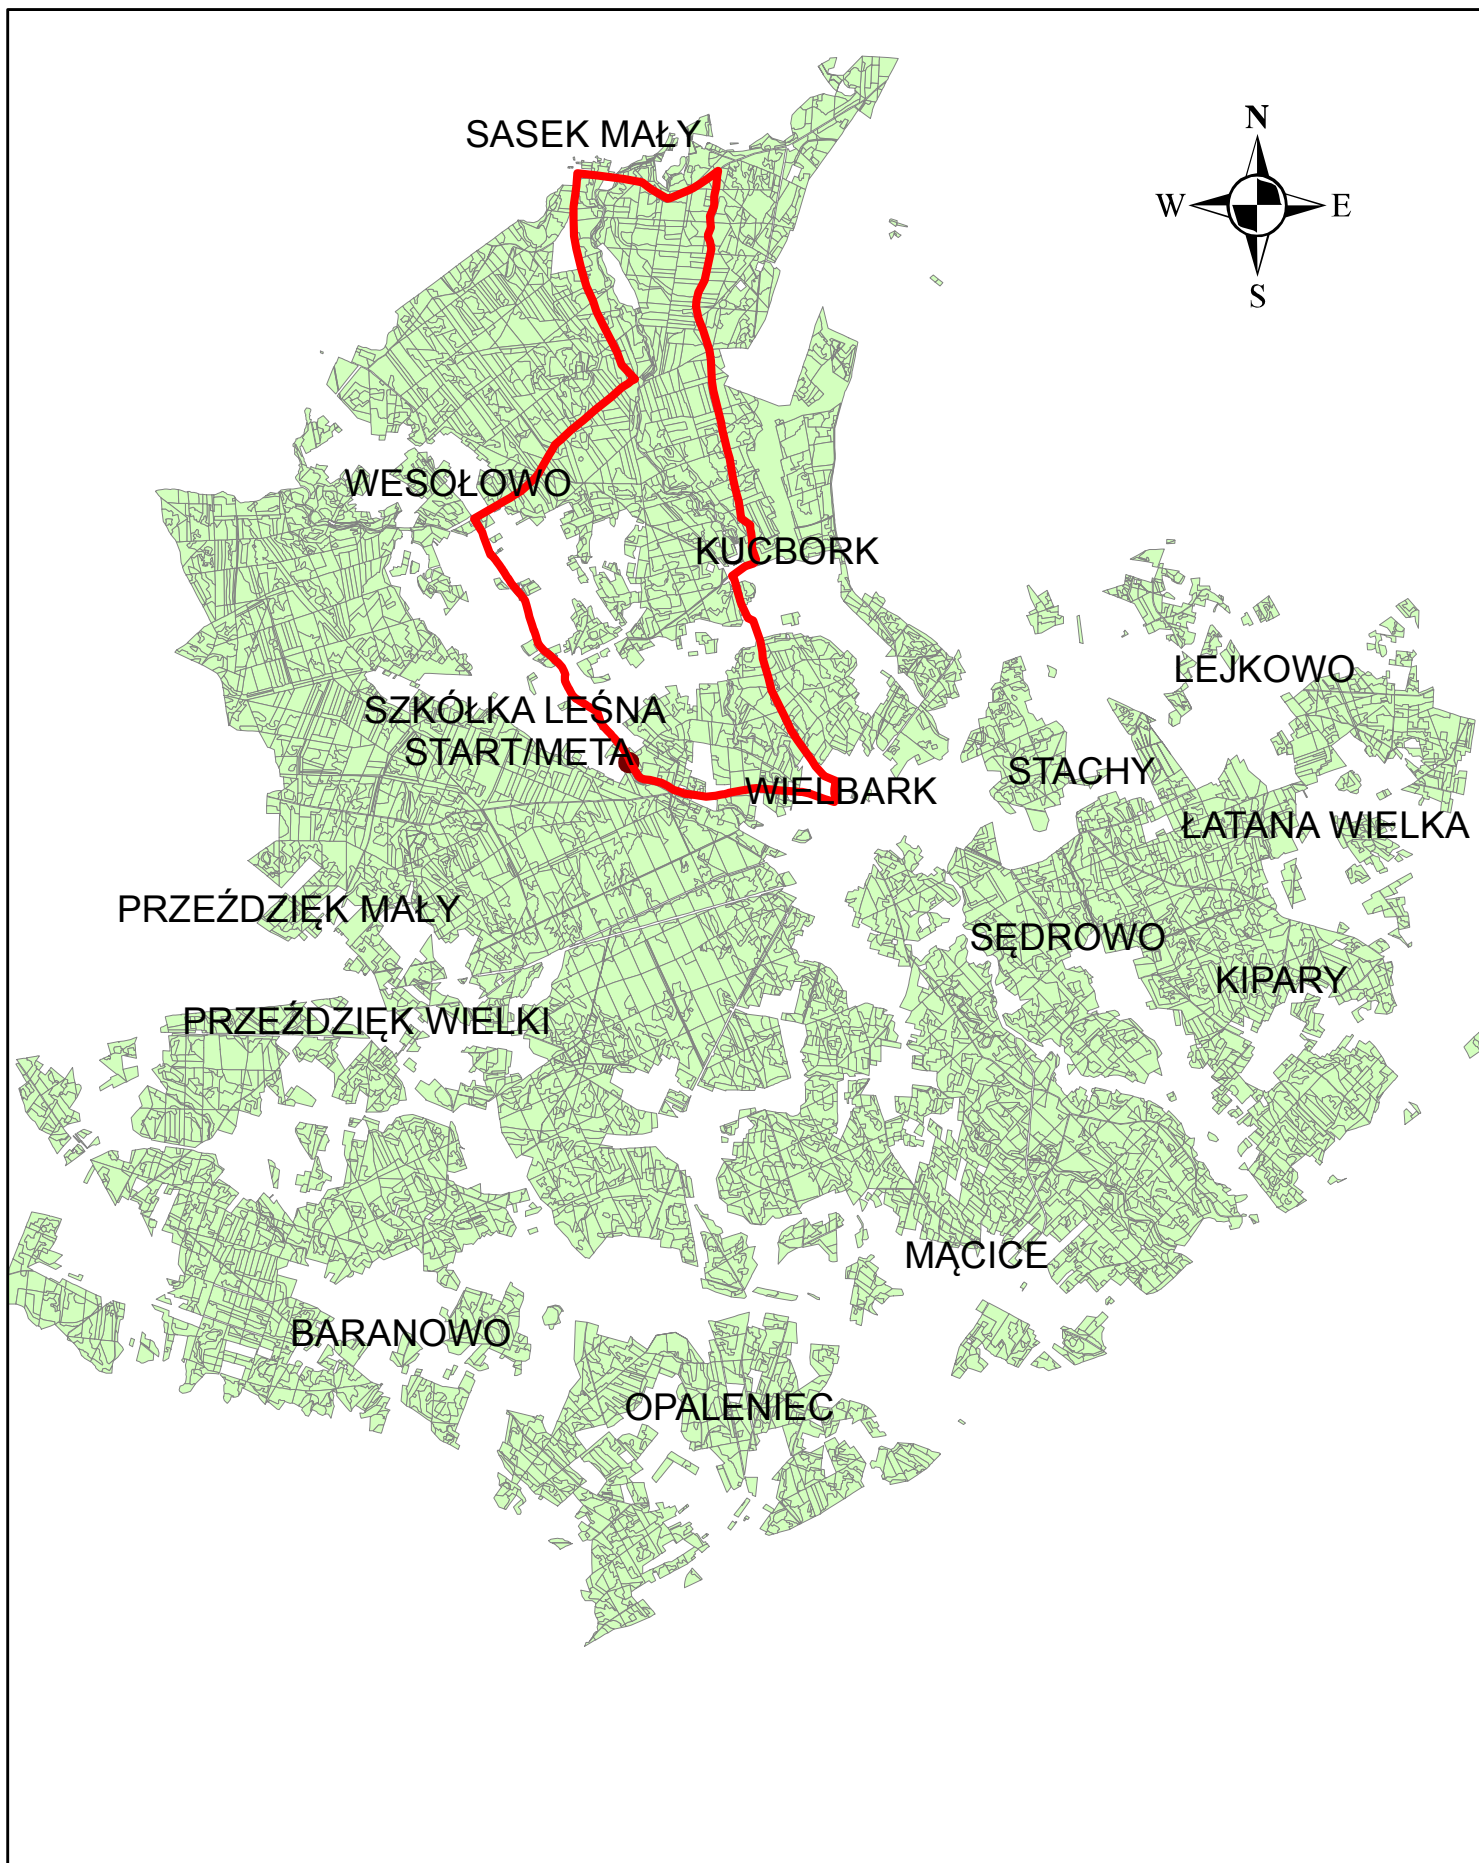 N
SASEK MAŁY
W
E
S
WESOŁOWO
KUCBORK
LEJKOWO
SZKÓŁKA LEŚNA
START/META
STACHY
WIELBARK
ŁATANA WIELKA
PRZEŹDZIĘK MAŁY
SĘDROWO
KIPARY
PRZEŹDZIĘK WIELKI
MĄCICE
BARANOWO
OPALENIEC